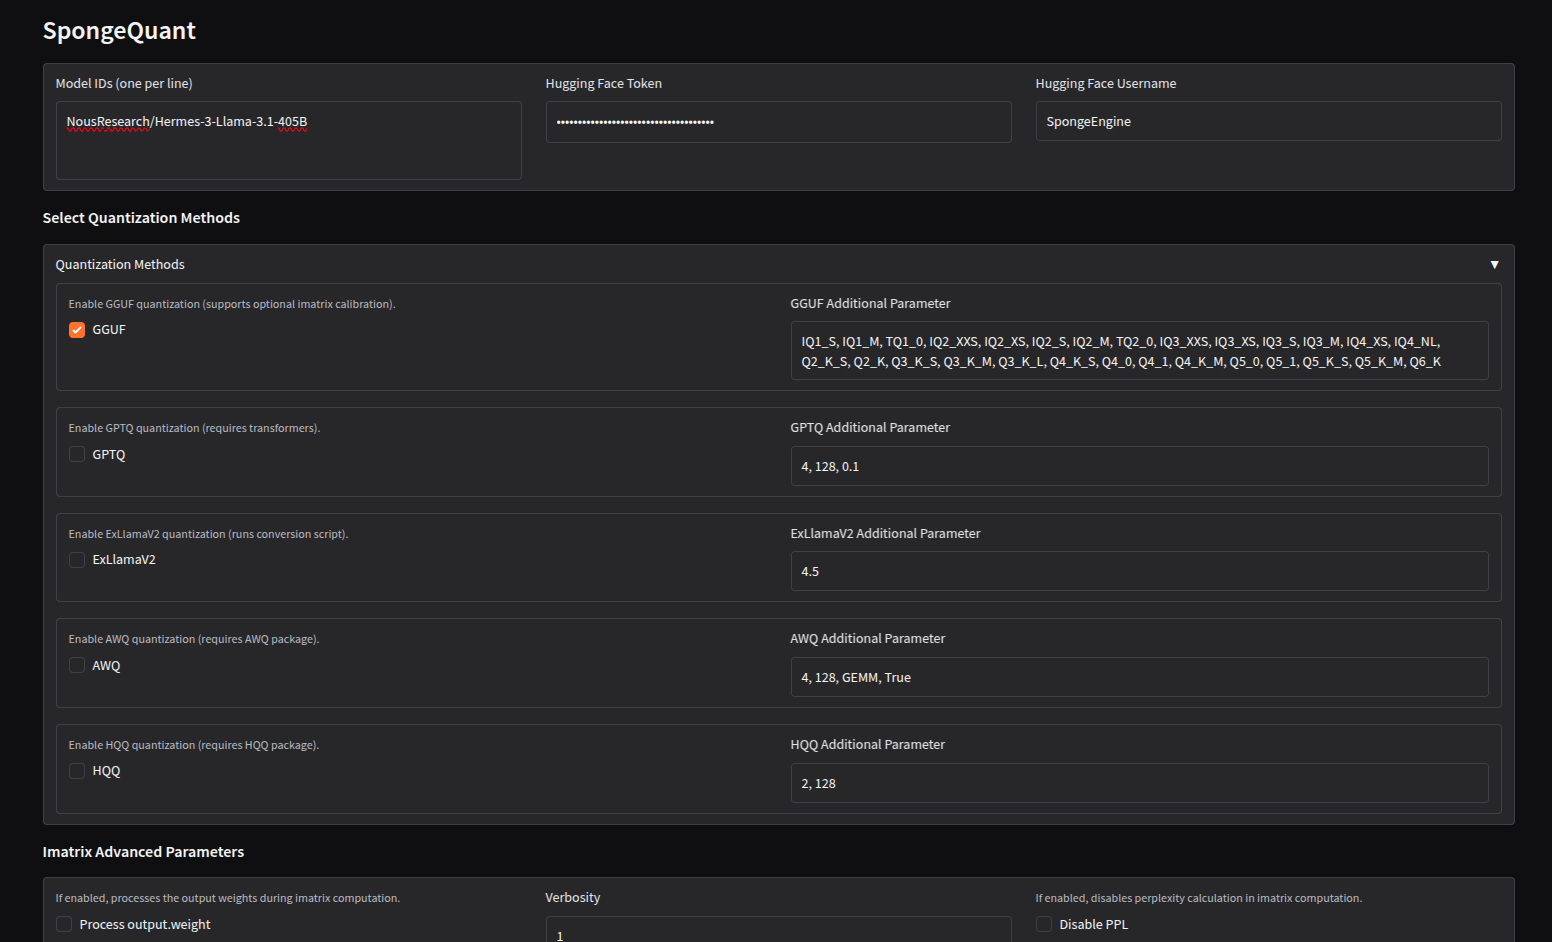 SpongeQuant
Model IDs (one per line)
Hugging Face Token
Hugging Face Username
NousResearch/Hermes-3-Llama-3.1-405B
•••••••••••••••••••••••••••••••••••••
SpongeEngine
Select Quantization Methods
Quantization Methods
▼
Enable GGUF quantization (supports optional imatrix calibration).
GGUF
GGUF Additional Parameter
IQ1_S, IQ1_M, TQ1_0, IQ2_XXS, IQ2_XS, IQ2_S, IQ2_M, TQ2_0, IQ3_XXS, IQ3_XS, IQ3_S, IQ3_M, IQ4_XS, IQ4_NL,
Q2_K_S, Q2_K, Q3_K_S, Q3_K_M, Q3_K_L, Q4_K_S, Q4_0, Q4_1, Q4_K_M, Q5_0, Q5_1, Q5_K_S, Q5_K_M, Q6_K
Enable GPTQ quantization (requires transformers).
GPTQ
GPTQ Additional Parameter
4, 128, 0.1
Enable ExLlamaV2 quantization (runs conversion script).
ExLlamaV2
ExLlamaV2 Additional Parameter
4.5
Enable AWQ quantization (requires AWQ package).
AWQ
AWQ Additional Parameter
4, 128, GEMM, True
Enable HQQ quantization (requires HQQ package).
HQQ
HQQ Additional Parameter
2, 128
Imatrix Advanced Parameters
If enabled, processes the output weights during imatrix computation.
Process output.weight
Verbosity
1
If enabled, disables perplexity calculation in imatrix computation.
Disable PPL